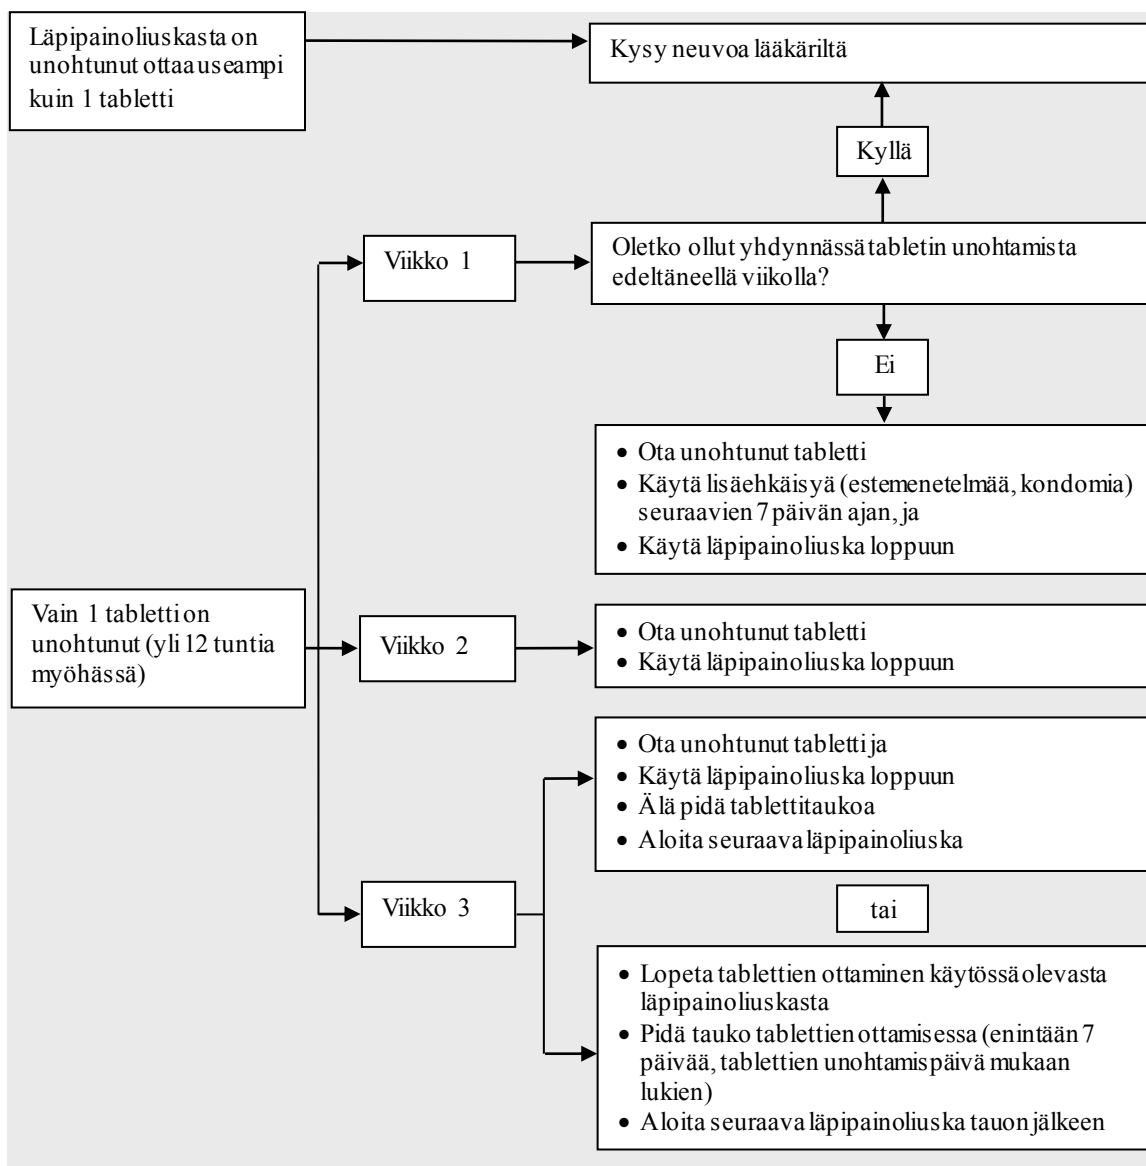 Läpipainoliuskasta on
unohtunut ottaa useampi
kuin 1 tabletti
Kysy neuvoa lääkäriltä
Kyllä
Viikko 1
Oletko ollut yhdynnässä tabletin unohtamista
edeltäneellä viikolla?
Ei
• Ota unohtunut tabletti
• Käytä lisäehkäisyä (estemenetelmää, kondomia)
seuraavien 7 päivän ajan, ja
• Käytä läpipainoliuska loppuun
Vain 1 tabletti on
unohtunut (yli 12 tuntia
myöhässä)
Viikko 2
• Ota unohtunut tabletti
• Käytä läpipainoliuska loppuun
• Ota unohtunut tabletti ja
• Käytä läpipainoliuska loppuun
• Älä pidä tablettitaukoa
• Aloita seuraava läpipainoliuska
Viikko 3
tai
• Lopeta tablettien ottaminen käytössä olevasta
läpipainoliuskasta
• Pidä tauko tablettien ottamisessa (enintään 7
päivää, tablettien unohtamispäivä mukaan
lukien)
• Aloita seuraava läpipainoliuska tauon jälkeen